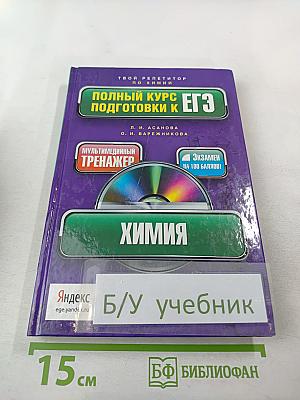 ТВОЙ РЕПЕТИТОР
ПО ХИМИИ
ПОЛНЫЙ КУРС
ПОДГОТОВКИ К ЕГЭ
Л. И. АСАНОВА
О. Н. ВЕРЕЖНИКОВА
МУЛЬТИМЕДИЙНЫЙ
ТРЕНАЖЕР
ЭКЗАМЕН
НА 100 БАЛЛОВ!
ХИМИЯ
Яндекс
ege.yandex.ru
Б/У учебник
15 см
БФ БИБЛИОФАН